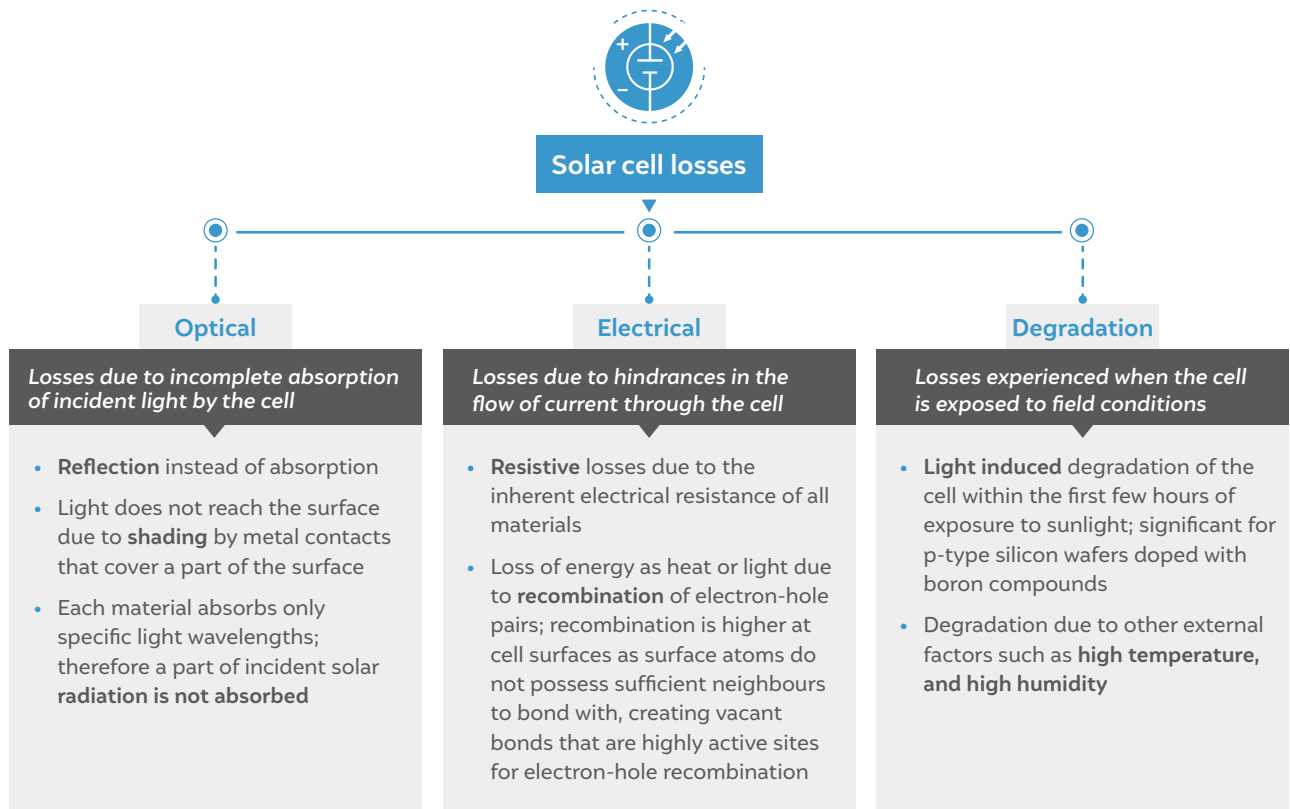 Solar cell losses
Optical
Losses due to incomplete absorption
of incident light by the cell
• Reflection instead of absorption
• Light does not reach the surface
due to shading by metal contacts
that cover a part of the surface
• Each material absorbs only
specific light wavelengths;
therefore a part of incident solar
radiation is not absorbed
Electrical
Losses due to hindrances in the
flow of current through the cell
• Resistive losses due to the
inherent electrical resistance of all
materials
• Loss of energy as heat or light due
to recombination of electron-hole
pairs; recombination is higher at
cell surfaces as surface atoms do
not possess sufficient neighbours
to bond with, creating vacant
bonds that are highly active sites
for electron-hole recombination
Degradation
Losses experienced when the cell
is exposed to field conditions
• Light induced degradation of the
cell within the first few hours of
exposure to sunlight; significant for
p-type silicon wafers doped with
boron compounds
• Degradation due to other external
factors such as high temperature,
and high humidity